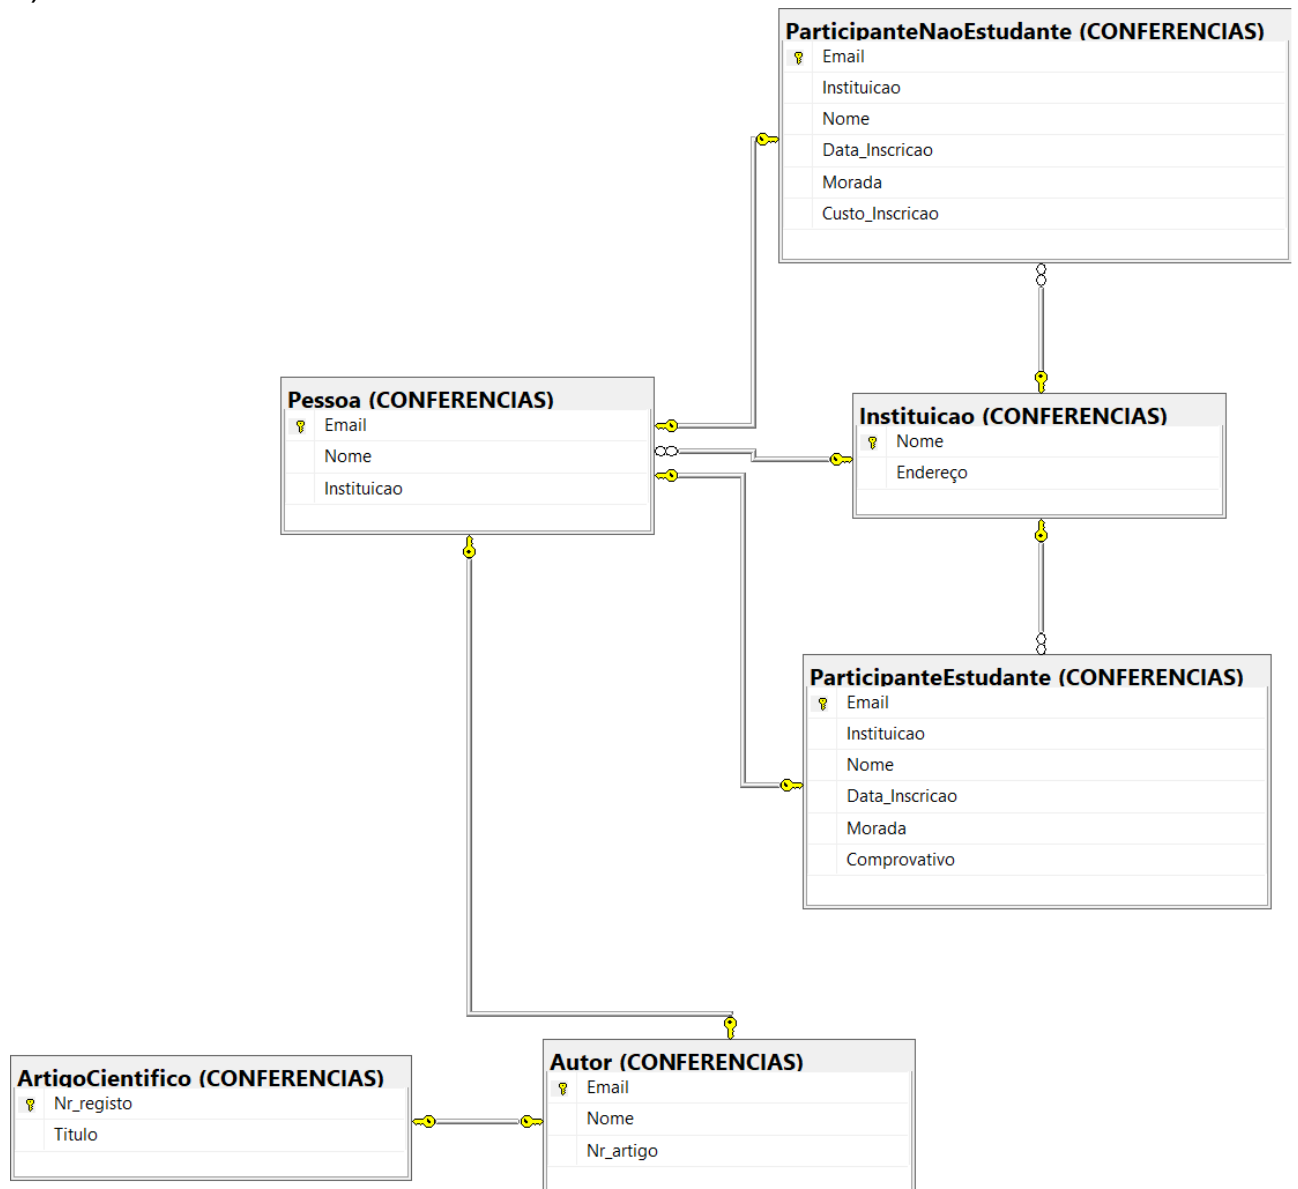 ParticipanteNaoEstudante (CONFERENCIAS)
Email
Instituicao
Nome
Data_Inscricao
Morada
Custo_Inscricao
Pessoa (CONFERENCIAS)
Email
Nome
Instituicao
Instituicao (CONFERENCIAS)
Nome
Endereço
ParticipanteEstudante (CONFERENCIAS)
Email
Instituicao
Nome
Data_Inscricao
Morada
Comprovativo
ArtigoCientifico (CONFERENCIAS)
Nr_registo
Titulo
Autor (CONFERENCIAS)
Email
Nome
Nr_artigo